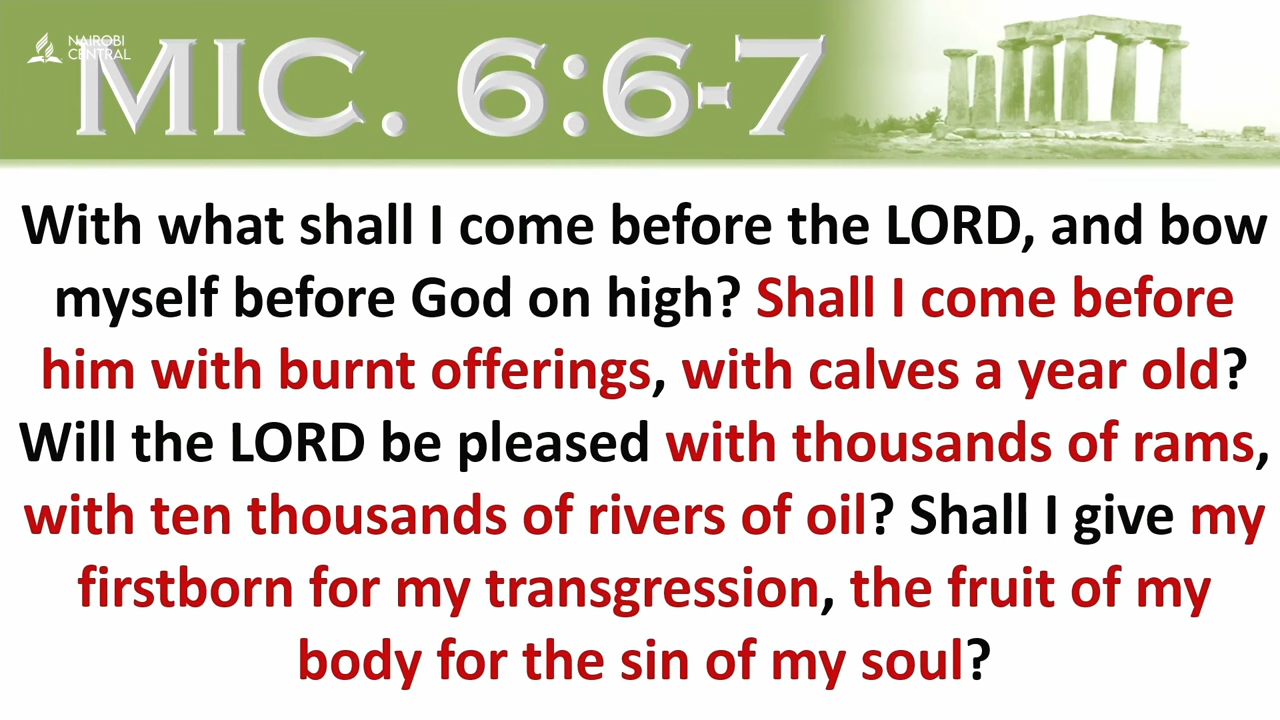 NAIROBI
CENTRAL
MIC. 6:6-7
With what shall I come before the LORD, and bow
myself before God on high? Shall I come before
him with burnt offerings, with calves a year old?
Will the LORD be pleased with thousands of rams,
with ten thousands of rivers of oil? Shall I give my
firstborn for my transgression, the fruit of my
body for the sin of my soul?